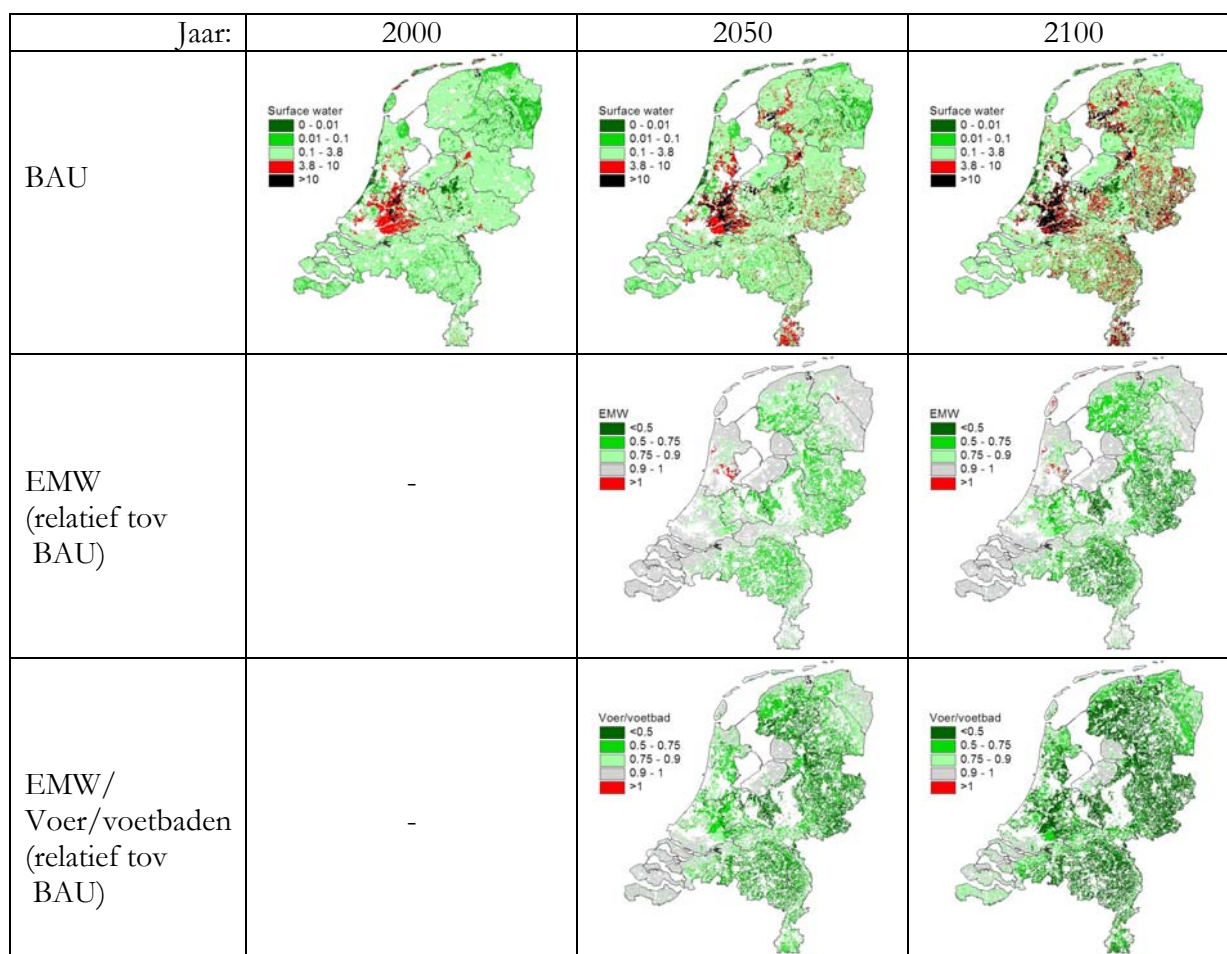 Jaar: 2000 2050 2100
BAU
Surface water
0 - 0.01
0.01 - 0.1
0.1 - 3.8
3.8 - 10
>10
Surface water
0 - 0.01
0.01 - 0.1
0.1 - 3.8
3.8 - 10
>10
Surface water
0 - 0.01
0.01 - 0.1
0.1 - 3.8
3.8 - 10
>10
EMW
(relatief tov
BAU)
-
EMW
<0.5
0.5 - 0.75
0.75 - 0.9
0.9 - 1
>1
EMW
<0.5
0.5 - 0.75
0.75 - 0.9
0.9 - 1
>1
EMW/
Voer/voetbaden
(relatief tov
BAU)
-
Voer/voetbad
<0.5
0.5 - 0.75
0.75 - 0.9
0.9 - 1
>1
Voer/voetbad
<0.5
0.5 - 0.75
0.75 - 0.9
0.9 - 1
>1